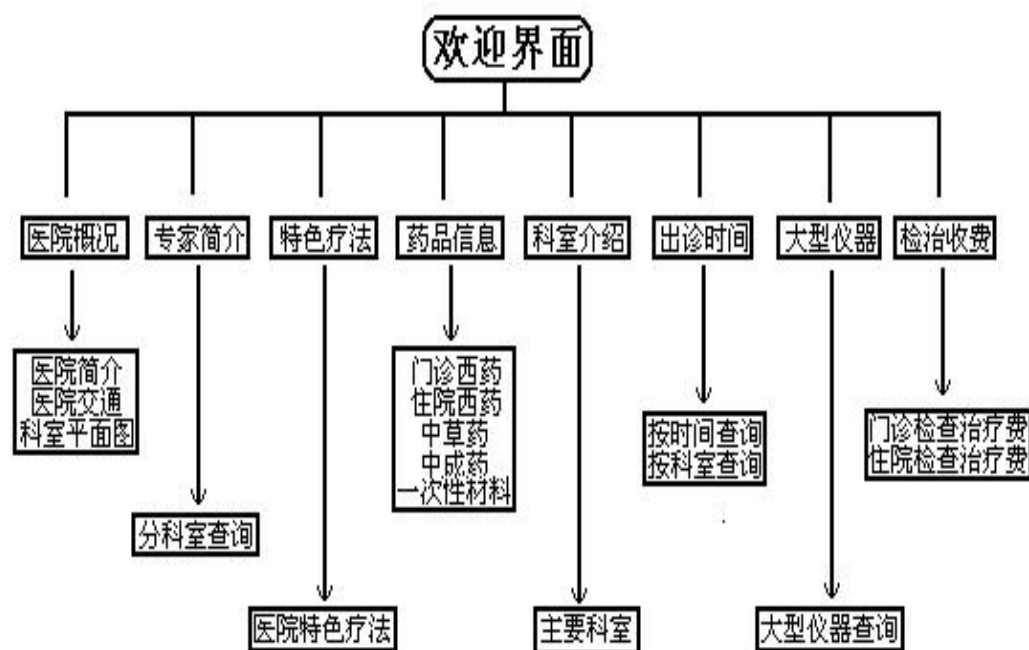 欢迎界面
医院概况
专家简介
特色疗法
药品信息
科室介绍
出诊时间
大型仪器
检治收费
医院简介
医院交通
科室平面图
门诊西药
住院西药
中草药
中成药
一次性材料
按时间查询
按科室查询
门诊检查治疗费
住院检查治疗费
分科室查询
医院特色疗法
主要科室
大型仪器查询